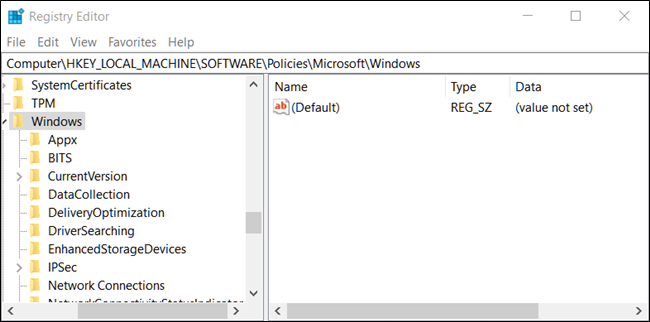 Registry Editor
File Edit View Favorites Help
Computer\HKEY_LOCAL_MACHINE\SOFTWARE\Policies\Microsoft\Windows
SystemCertificates
TPM
Windows
Appx
BITS
CurrentVersion
DataCollection
DeliveryOptimization
DriverSearching
EnhancedStorageDevices
IPSec
Network Connections
NetworkConnectivityStatusIndicator
Name Type Data
ab (Default) REG_SZ (value not set)